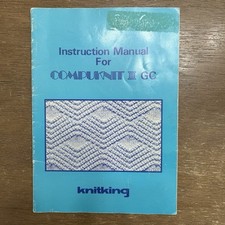 Instruction Manual
For
COMPUKNIT II GC
knitking